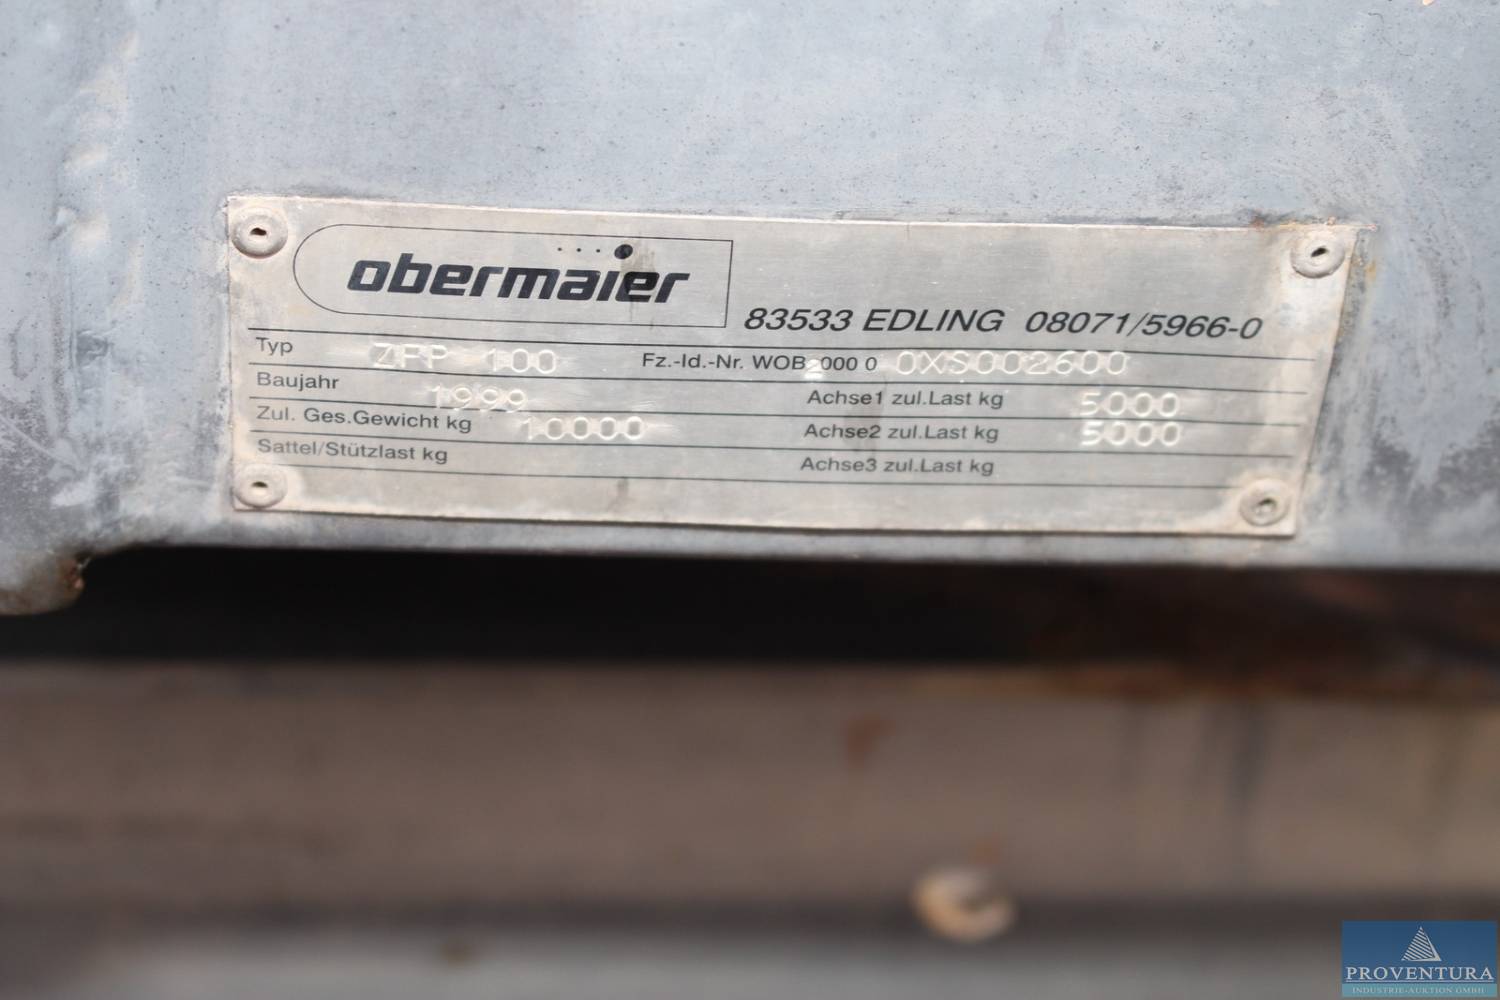 obermaier
83533 EDLING 08071/5966-0
Typ ZFP 100 Fz.-Id.-Nr. WOB2000 0 0XS002600
Baujahr 1999 Achse1 zul.Last kg 5000
Zul. Ges.Gewicht kg 10000 Achse2 zul.Last kg 5000
Sattel/Stützlast kg Achse3 zul.Last kg
PROVENTURA
INDUSTRIE-AUKTION GMBH